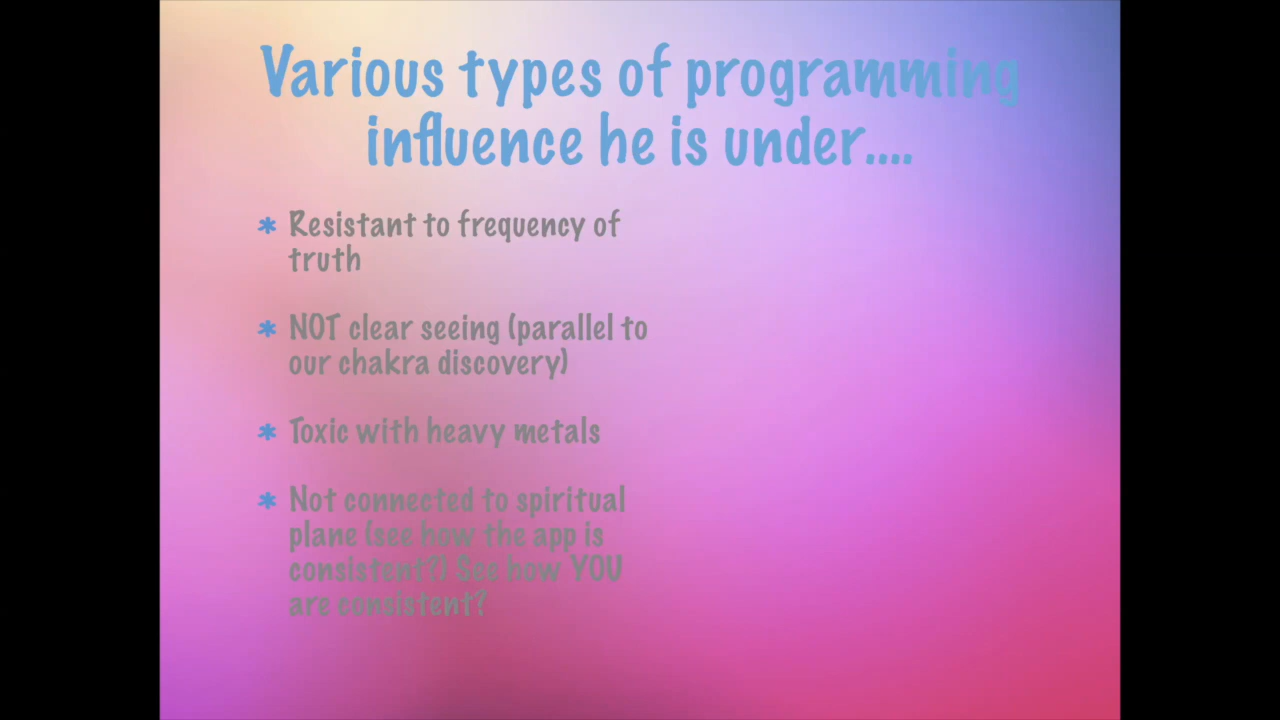 Various types of programming
influence he is under....
* Resistant to frequency of
truth
* NOT clear seeing (parallel to
our chakra discovery)
* Toxic with heavy metals
* Not connected to spiritual
plane (see how the app is
consistent?) See how YOU
are consistent?